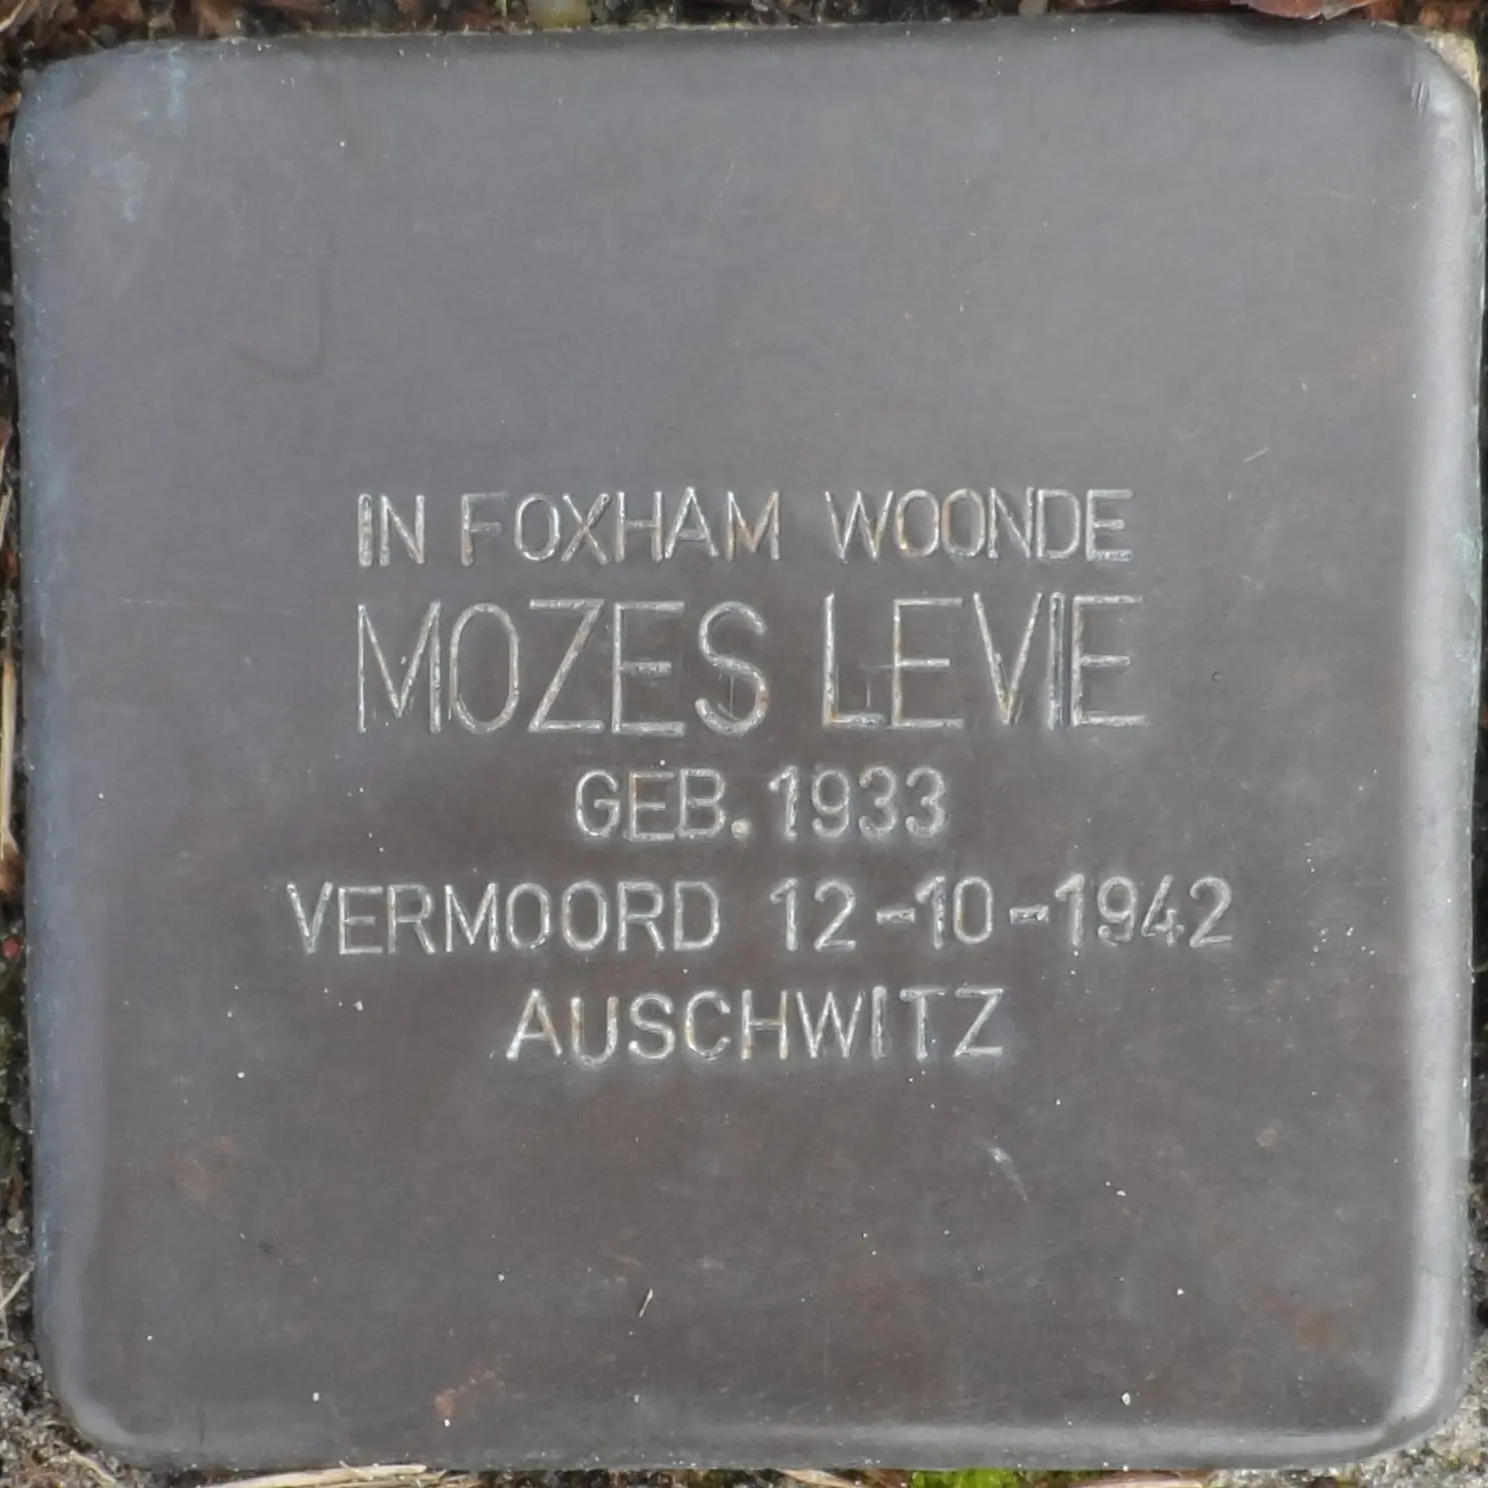 IN FOXHAM WOONDE
MOZES LEVIE
GEB. 1933
VERMOORD 12-10-1942
AUSCHWITZ